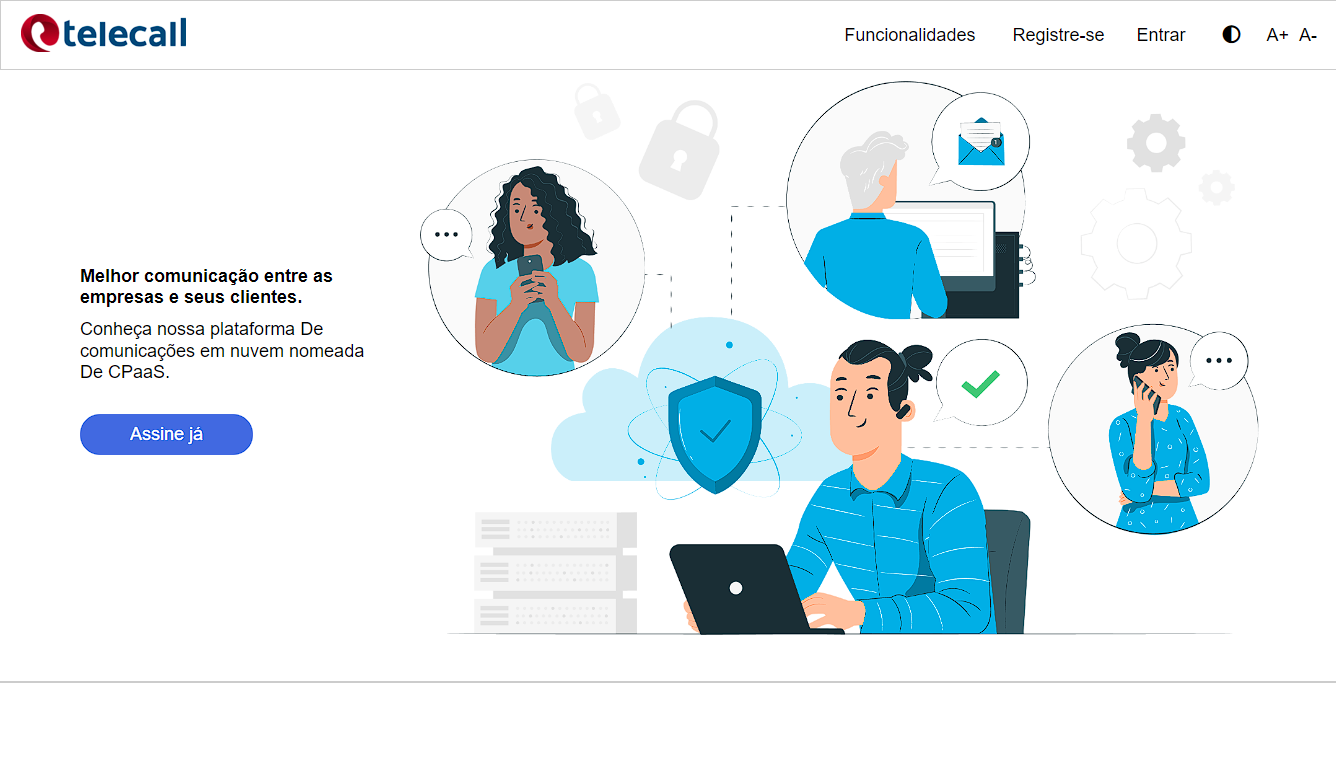 telecall
Funcionalidades
Registre-se
Entrar
A+ A-
Melhor comunicação entre as
empresas e seus clientes.
Conheça nossa plataforma De
comunicações em nuvem nomeada
De CPaaS.
Assine já